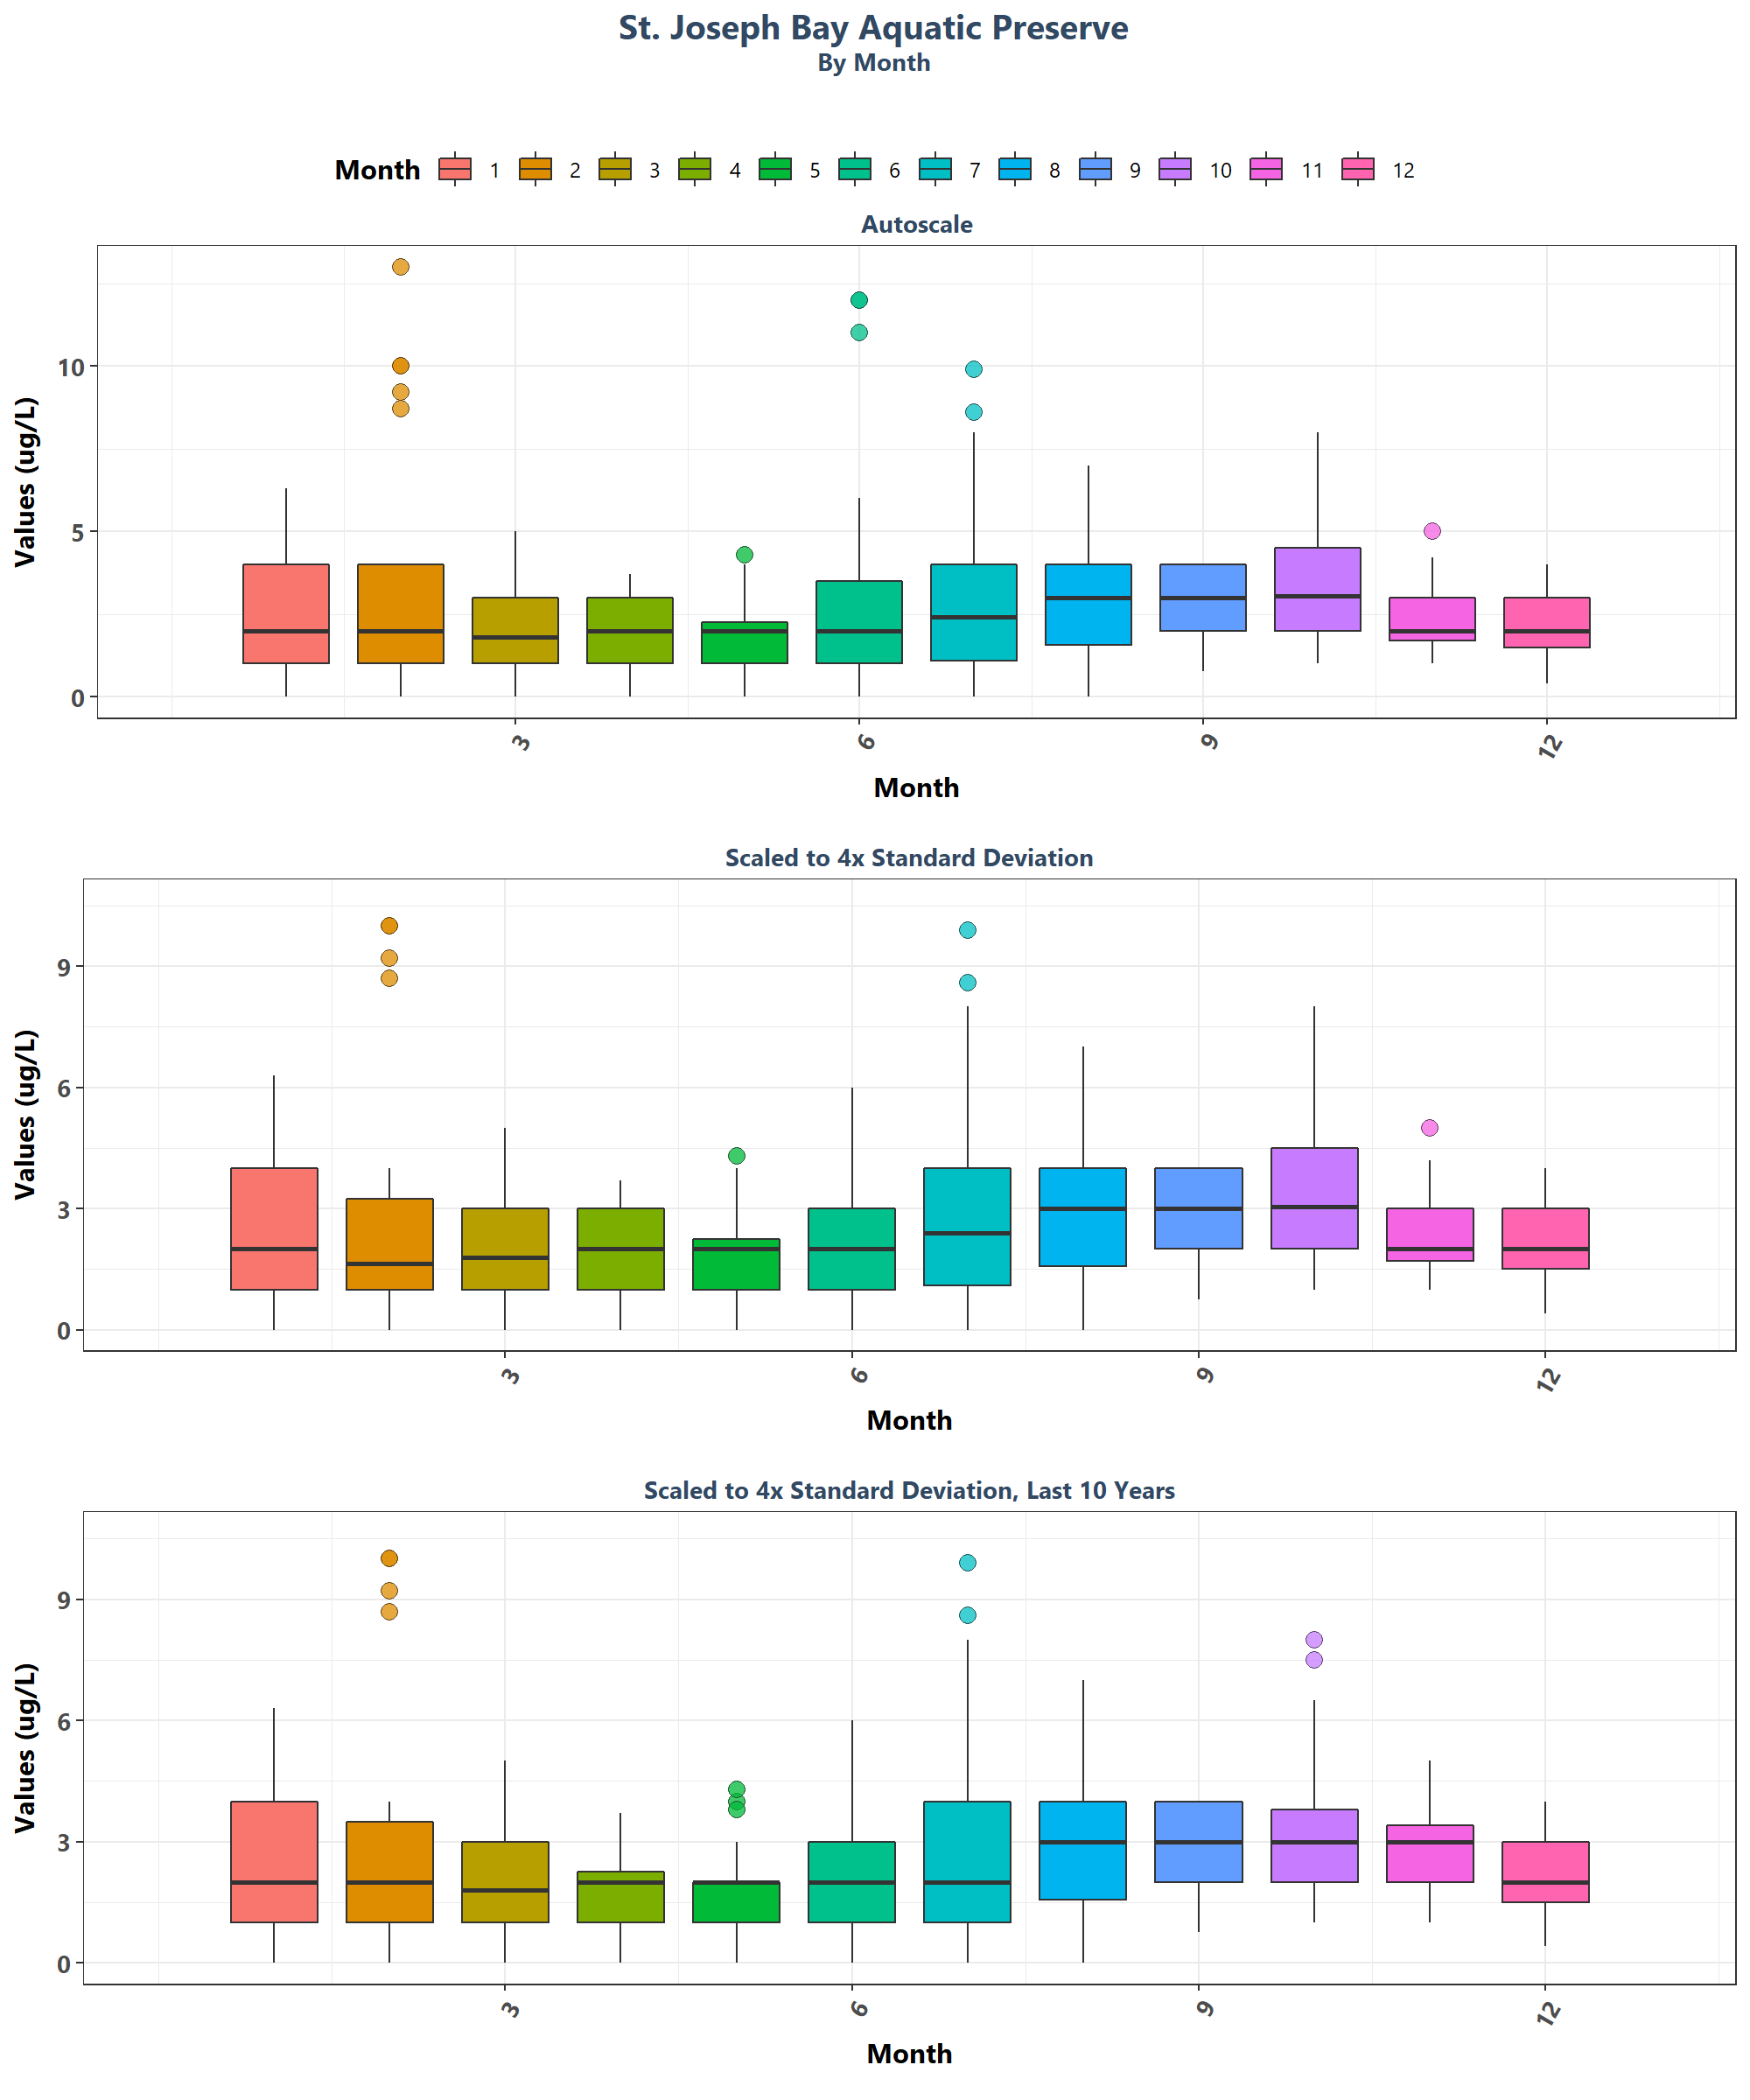 St. Joseph Bay Aquatic Preserve
By Month
Month 1 2 3 4 5 6 7 8 9 10 11 12
Autoscale
Values (ug/L)
10
5
0
3 6 9 12
Month
Scaled to 4x Standard Deviation
Values (ug/L)
9
6
3
0
3 6 9 12
Month
Scaled to 4x Standard Deviation, Last 10 Years
Values (ug/L)
9
6
3
0
3 6 9 12
Month